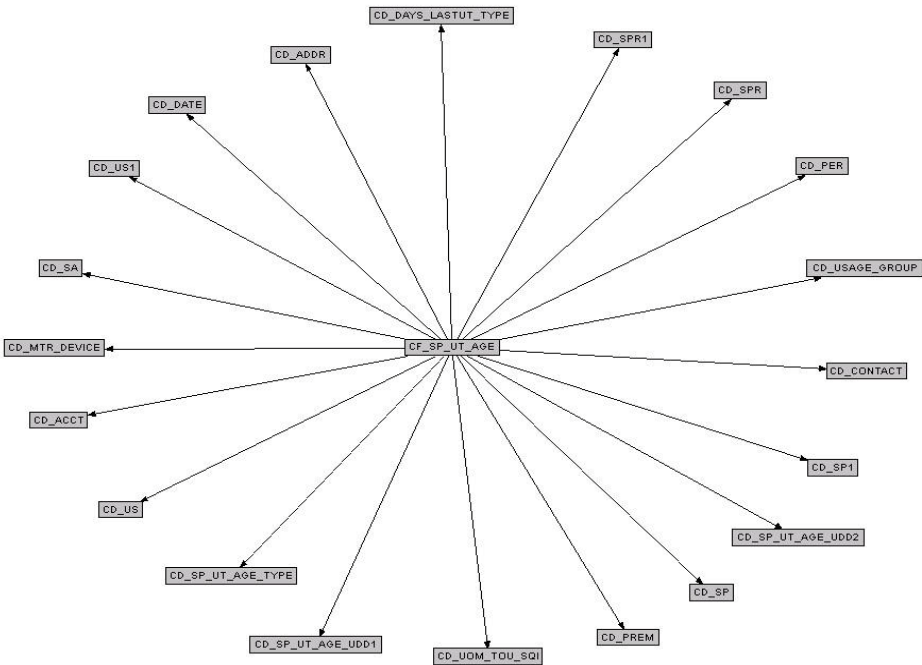 CD_DAYS_LASTUT_TYPE
CD_SPR1
CD_ADDR
CD_SPR
CD_DATE
CD_PER
CD_US1
CD_USAGE_GROUP
CD_SA
CF_SP_UT_AGE
CD_MTR_DEVICE
CD_CONTACT
CD_ACCT
CD_SP1
CD_US
CD_SP_UT_AGE_UDD2
CD_SP_UT_AGE_TYPE
CD_SP
CD_PREM
CD_SP_UT_AGE_UDD1
CD_UOM_TOU_SQI